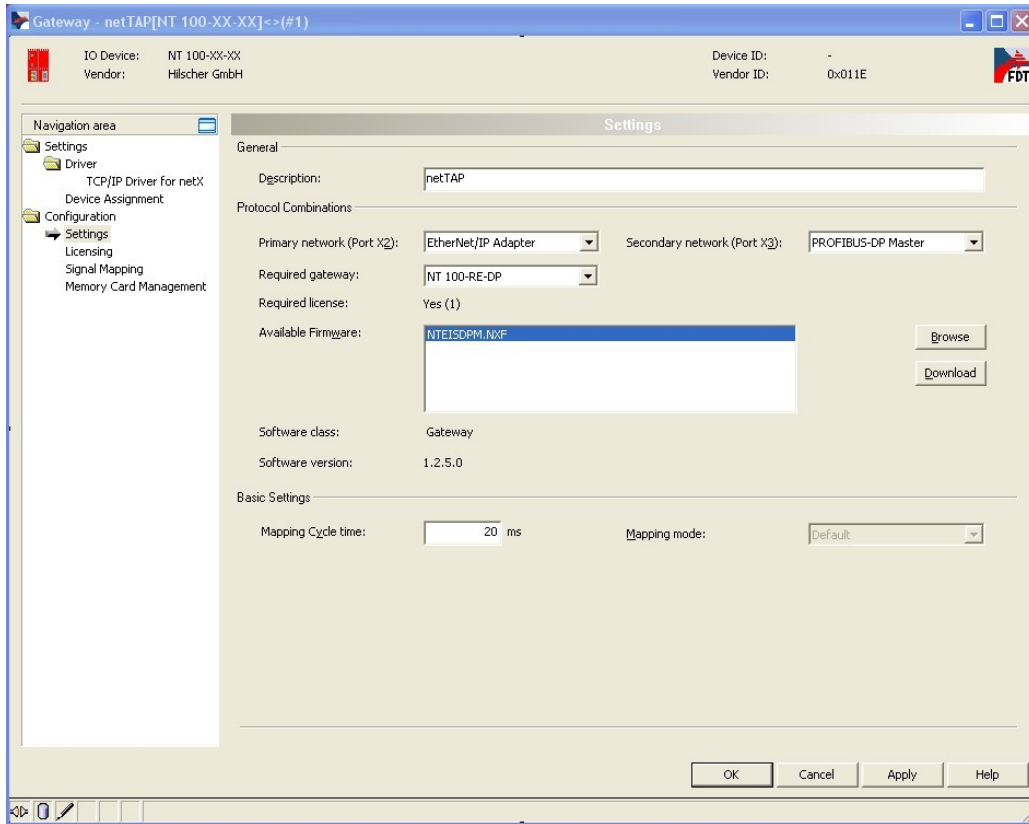 Gateway - netTAP[NT 100-XX-XX]<>(#1)
IO Device: NT 100-XX-XX Device ID: -
Vendor: Hilscher GmbH Vendor ID: 0x011E
FDT
Navigation area
Settings
Driver
TCP/IP Driver for netX
Device Assignment
Configuration
Settings
Licensing
Signal Mapping
Memory Card Management
Settings
General
Description: netTAP
Protocol Combinations
Primary network (Port X2): EtherNet/IP Adapter Secondary network (Port X3): PROFIBUS-DP Master
Required gateway: NT 100-RE-DP
Required license: Yes (1)
Available Firmware: NTEISDPM.NXF Browse
Download
Software class: Gateway
Software version: 1.2.5.0
Basic Settings
Mapping Cycle time: 20 ms Mapping mode: Default
OK Cancel Apply Help